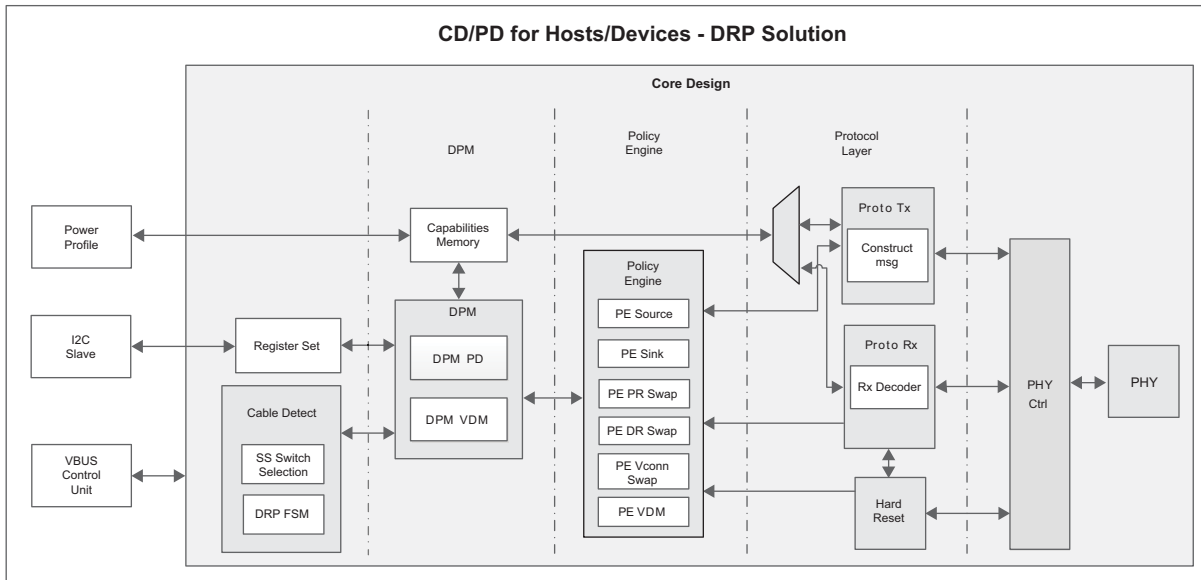 CD/PD for Hosts/Devices - DRP Solution
Core Design
DPM
Policy
Engine
Protocol
Layer
Power
Profile
Capabilities
Memory
Proto Tx
Construct
msg
I2C
Slave
Register Set
DPM
DPM PD
DPM VDM
Policy
Engine
PE Source
PE Sink
PE PR Swap
PE DR Swap
PE Vconn
Swap
PE VDM
Proto Rx
Rx Decoder
Hard
Reset
PHY
Ctrl
PHY
VBUS
Control
Unit
Cable Detect
SS Switch
Selection
DRP FSM